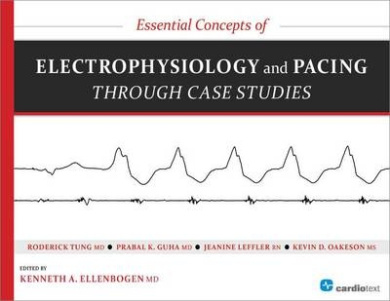 Essential Concepts of
ELECTROPHYSIOLOGY and PACING
THROUGH CASE STUDIES
RODERICK TUNG MD ● PRABAL K. GUHA MD ● JEANINE LEFFLER RN ● KEVIN D. OAKESON MS
EDITED BY
KENNETH A. ELLENBOGEN MD
cardiotext